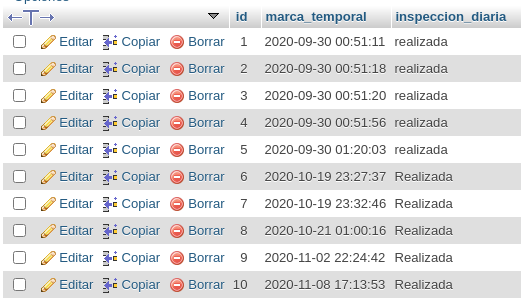 id marca_temporal inspeccion_diaria
Editar Copiar Borrar 1 2020-09-30 00:51:11 realizada
Editar Copiar Borrar 2 2020-09-30 00:51:18 realizada
Editar Copiar Borrar 3 2020-09-30 00:51:20 realizada
Editar Copiar Borrar 4 2020-09-30 00:51:56 realizada
Editar Copiar Borrar 5 2020-09-30 01:20:03 realizada
Editar Copiar Borrar 6 2020-10-19 23:27:37 Realizada
Editar Copiar Borrar 7 2020-10-19 23:32:46 Realizada
Editar Copiar Borrar 8 2020-10-21 01:00:16 Realizada
Editar Copiar Borrar 9 2020-11-02 22:24:42 Realizada
Editar Copiar Borrar 10 2020-11-08 17:13:53 Realizada